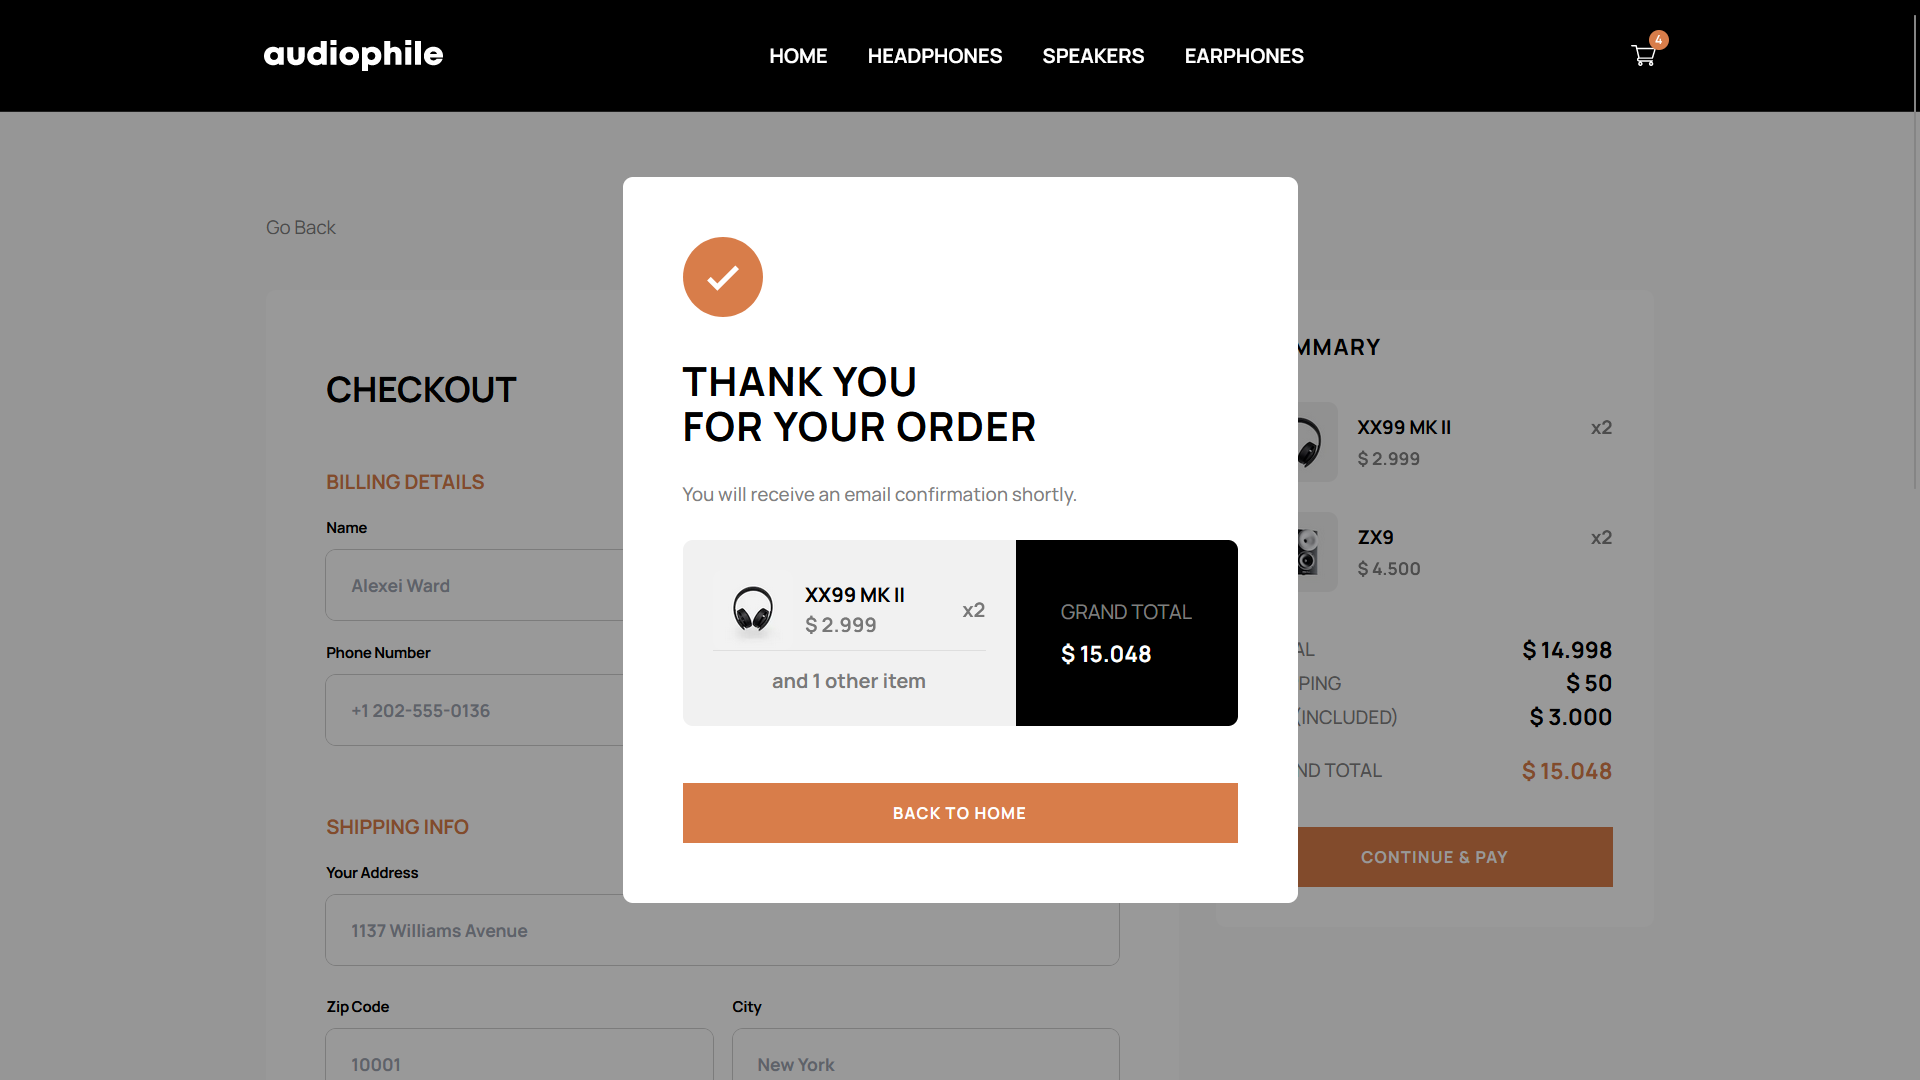 audiophile
HOME
HEADPHONES
SPEAKERS
EARPHONES
4
Go Back
CHECKOUT
BILLING DETAILS
Name
Alexei Ward
Phone Number
+1 202-555-0136
SHIPPING INFO
Your Address
1137 Williams Avenue
Zip Code
City
10001
New York
THANK YOU
FOR YOUR ORDER
You will receive an email confirmation shortly.
XX99 MK II
$ 2.999
x2
and 1 other item
GRAND TOTAL
$ 15.048
BACK TO HOME
MMARY
XX99 MK II
x2
$ 2.999
ZX9
x2
$ 4.500
AL
$ 14.998
PING
$ 50
(INCLUDED)
$ 3.000
ND TOTAL
$ 15.048
CONTINUE & PAY